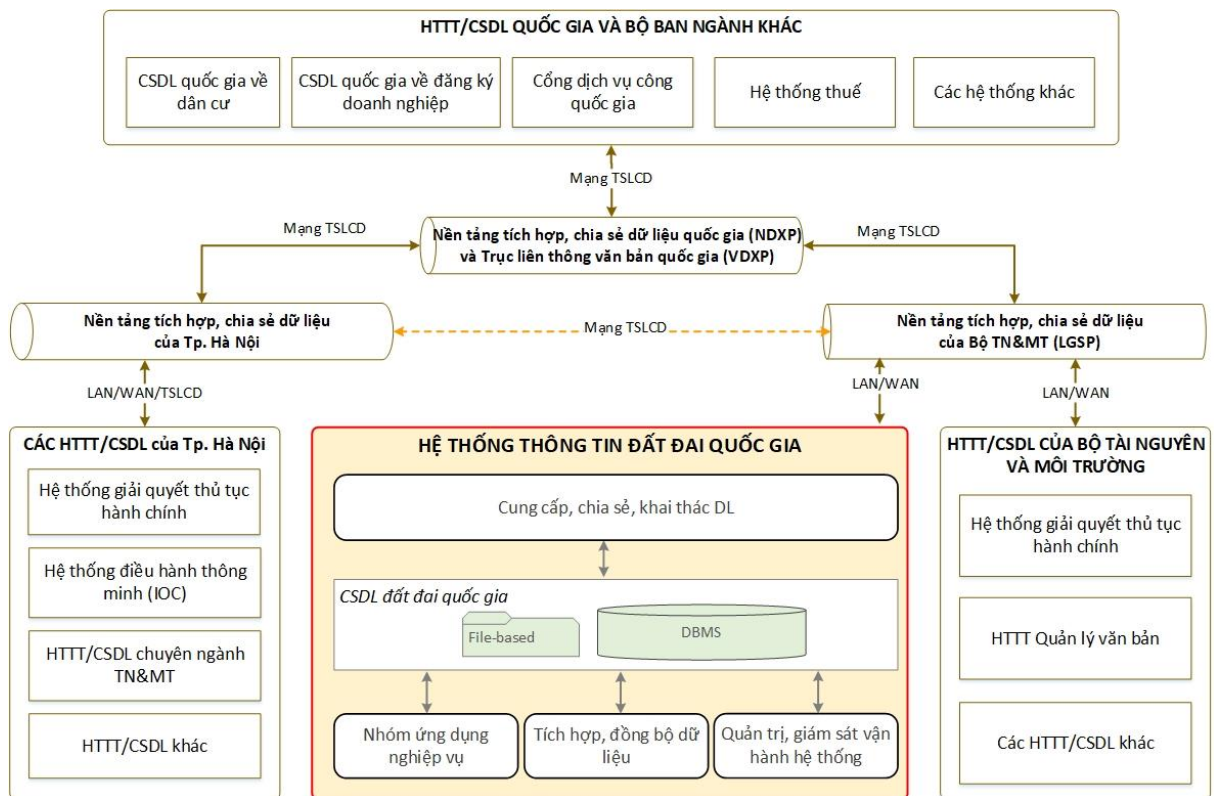 HTTT/CSDL QUỐC GIA VÀ BỘ BAN NGÀNH KHÁC
CSDL quốc gia về
dân cư
CSDL quốc gia về đăng ký
doanh nghiệp
Cổng dịch vụ công
quốc gia
Hệ thống thuế
Các hệ thống khác
Mạng TSLCD
Mạng TSLCD
Nền tảng tích hợp, chia sẻ dữ liệu quốc gia (NDXP)
và Trục liên thông văn bản quốc gia (VDXP)
Mạng TSLCD
Nền tảng tích hợp, chia sẻ dữ liệu
của Tp. Hà Nội
Mạng TSLCD
Nền tảng tích hợp, chia sẻ dữ liệu
của Bộ TN&MT (LGSP)
LAN/WAN/TSLCD
LAN/WAN
LAN/WAN
CÁC HTTT/CSDL của Tp. Hà Nội
Hệ thống giải quyết thủ tục
hành chính
Hệ thống điều hành thông
minh (IOC)
HTTT/CSDL chuyên ngành
TN&MT
HTTT/CSDL khác
HỆ THỐNG THÔNG TIN ĐẤT ĐAI QUỐC GIA
Cung cấp, chia sẻ, khai thác DL
CSDL đất đai quốc gia
File-based
DBMS
Nhóm ứng dụng
nghiệp vụ
Tích hợp, đồng bộ dữ
liệu
Quản trị, giám sát vận
hành hệ thống
HTTT/CSDL CỦA BỘ TÀI NGUYÊN
VÀ MÔI TRƯỜNG
Hệ thống giải quyết thủ tục
hành chính
HTTT Quản lý văn bản
Các HTTT/CSDL khác